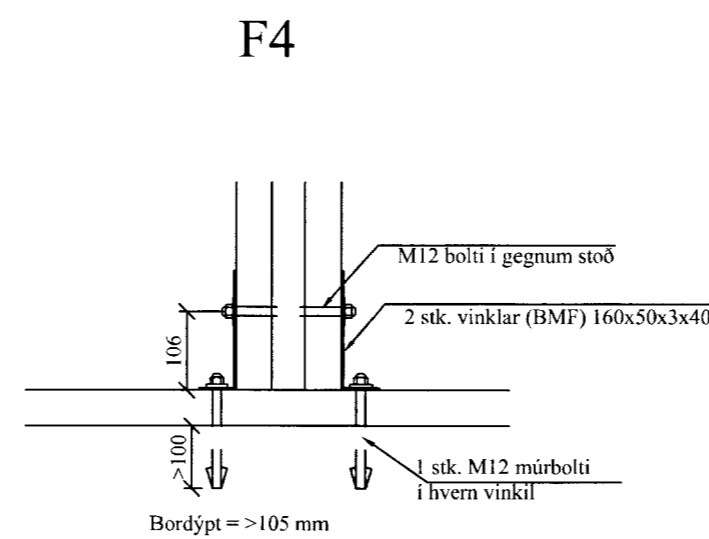 F4
M12 bolti í gegnum stoð
2 stk. vinklar (BMF) 160x50x3x40
106
>100
1 stk. M12 múrbolti
í hvern vinkil
Bordýpt = >105 mm